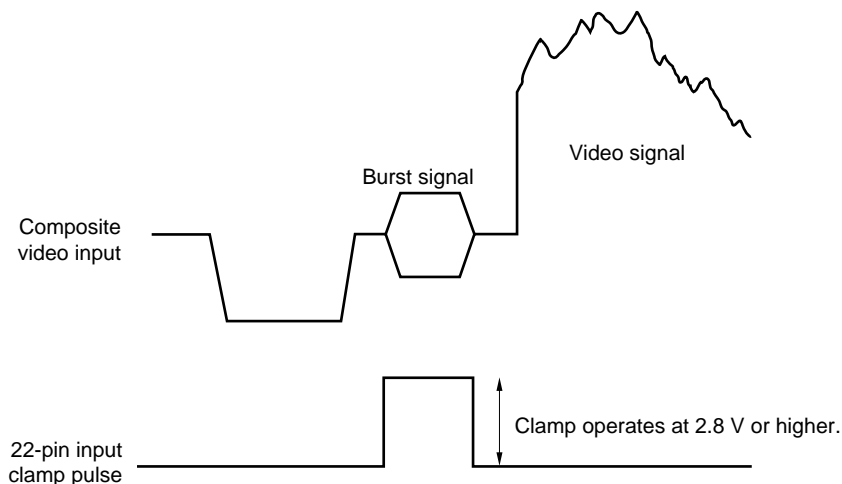 Video signal
Burst signal
Composite
video input
Clamp operates at 2.8 V or higher.
22-pin input
clamp pulse